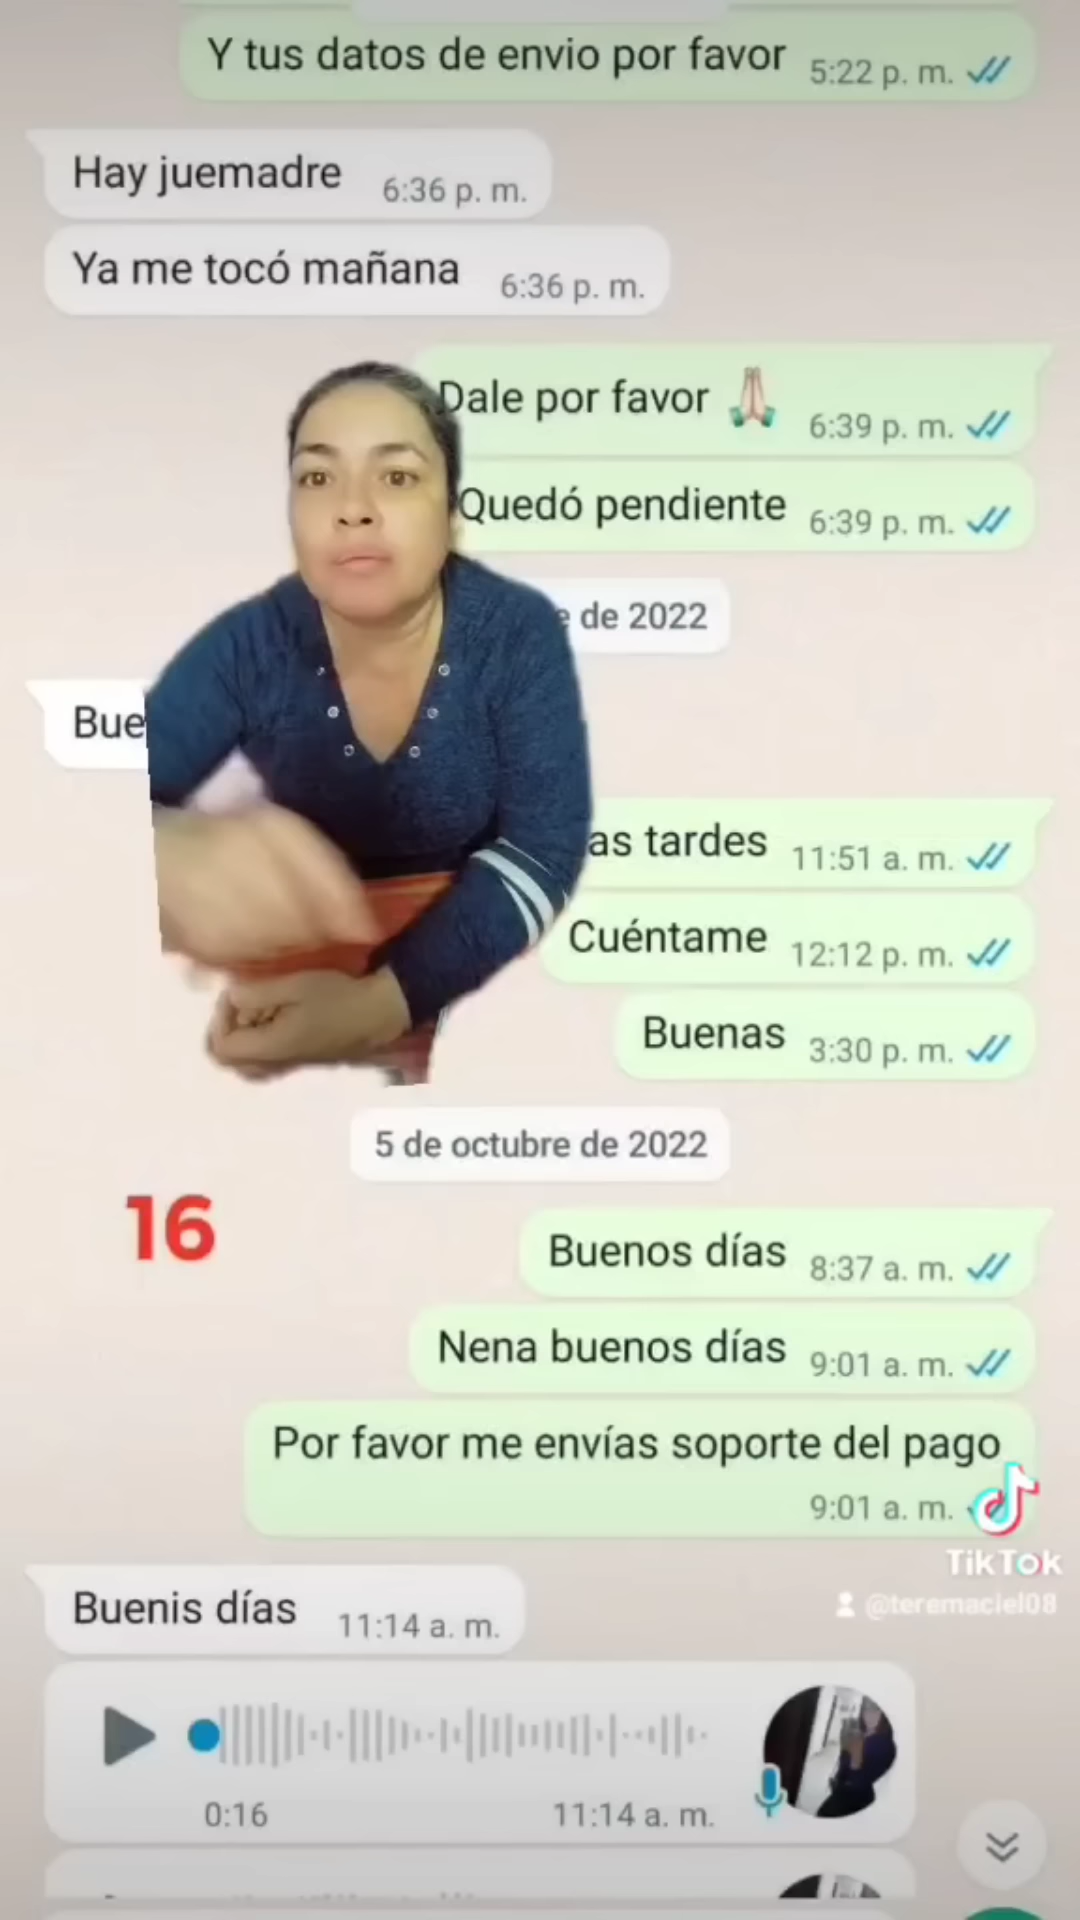 Y tus datos de envio por favor 5:22 p. m.
Hay juemadre 6:36 p. m.
Ya me tocó mañana 6:36 p. m.
Dale por favor 🙏🏻 6:39 p. m.
Quedó pendiente 6:39 p. m.
de 2022
Bue
as tardes 11:51 a. m.
Cuéntame 12:12 p. m.
Buenas 3:30 p. m.
5 de octubre de 2022
16
Buenos días 8:37 a. m.
Nena buenos días 9:01 a. m.
Por favor me envías soporte del pago
9:01 a. m.
TikTok
@teremaciel08
Buenis días 11:14 a. m.
0:16 11:14 a. m.